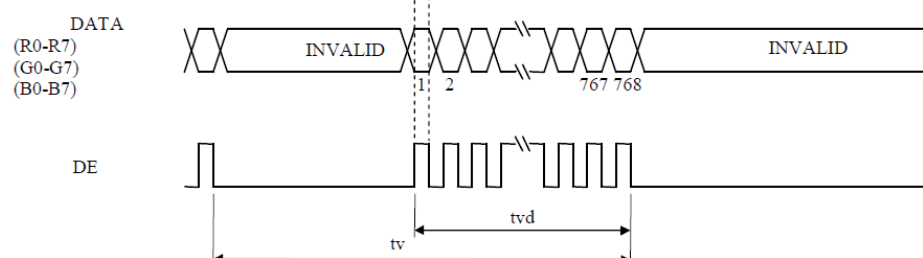 DATA
(R0-R7)
(G0-G7)
(B0-B7)
INVALID
INVALID
1 2 767 768
DE
tvd
tv